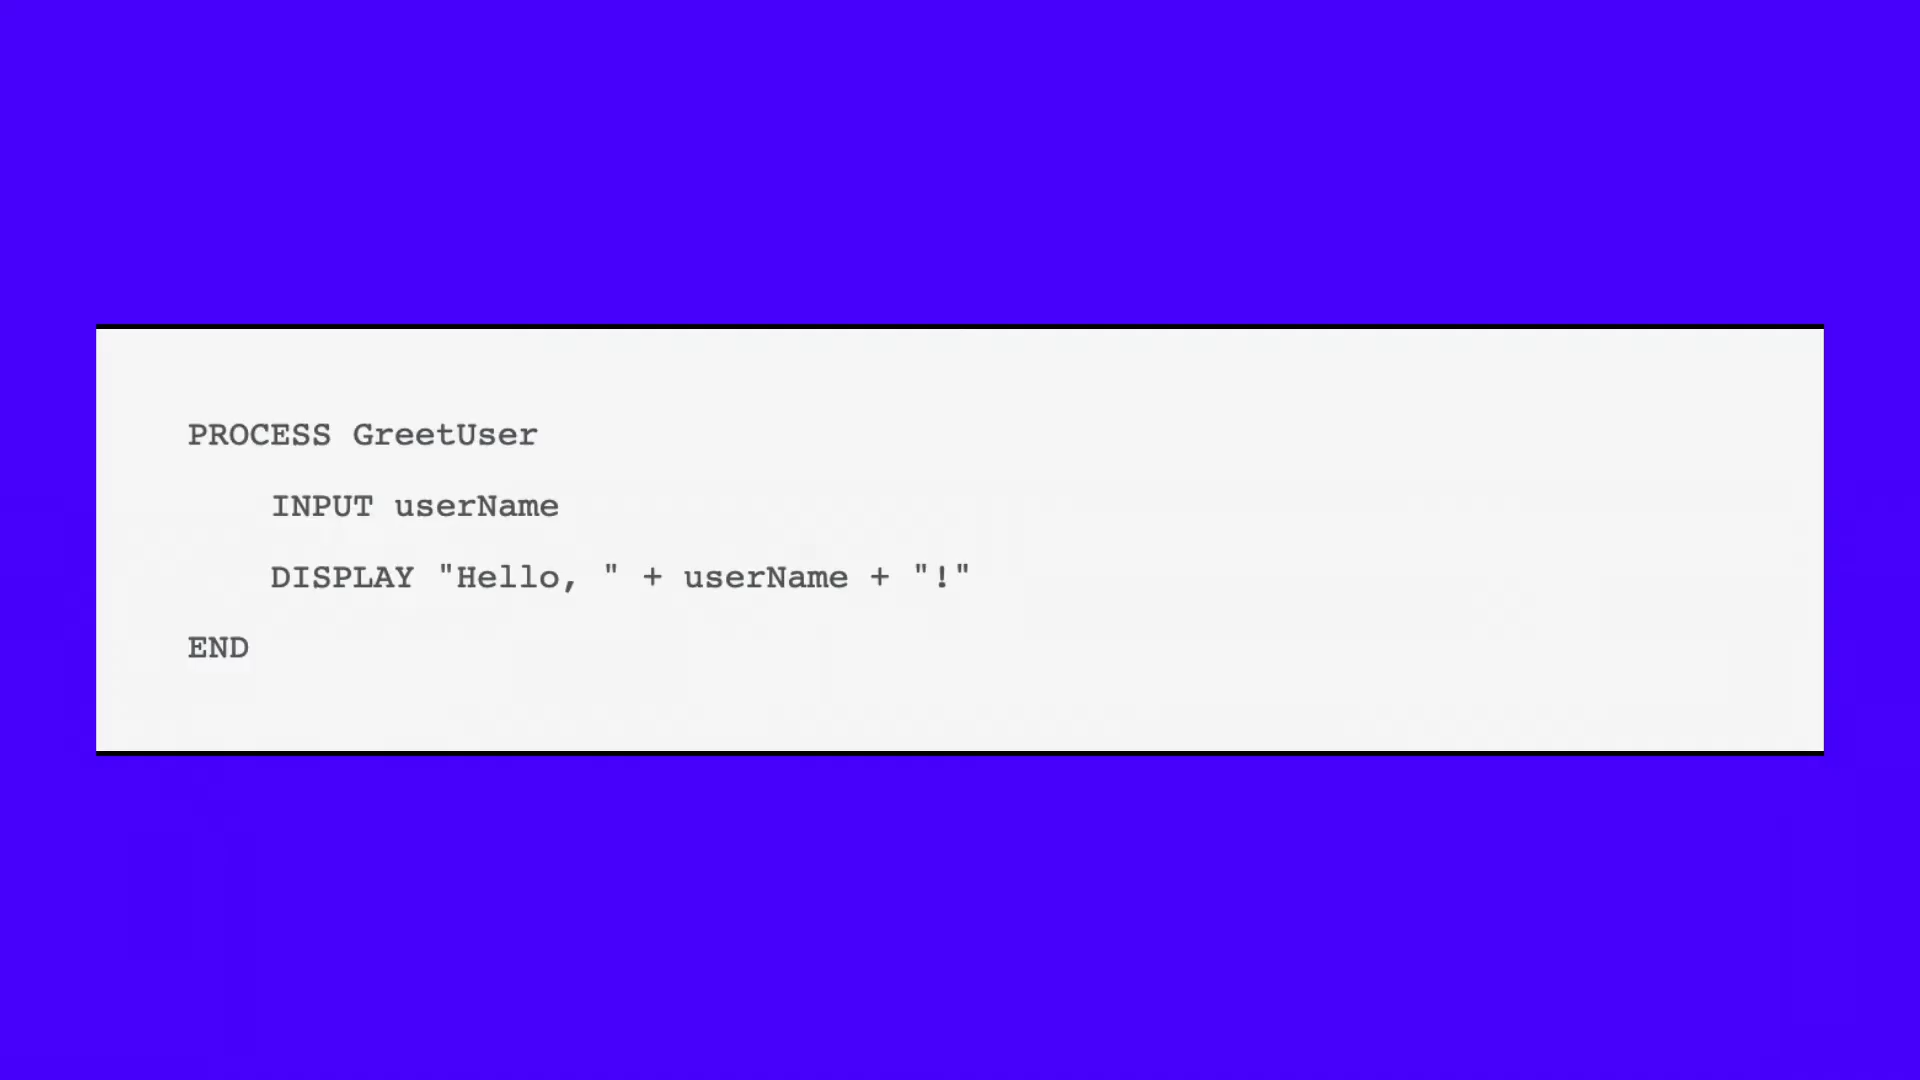 PROCESS GreetUser
INPUT userName
DISPLAY "Hello, " + userName + "!"
END